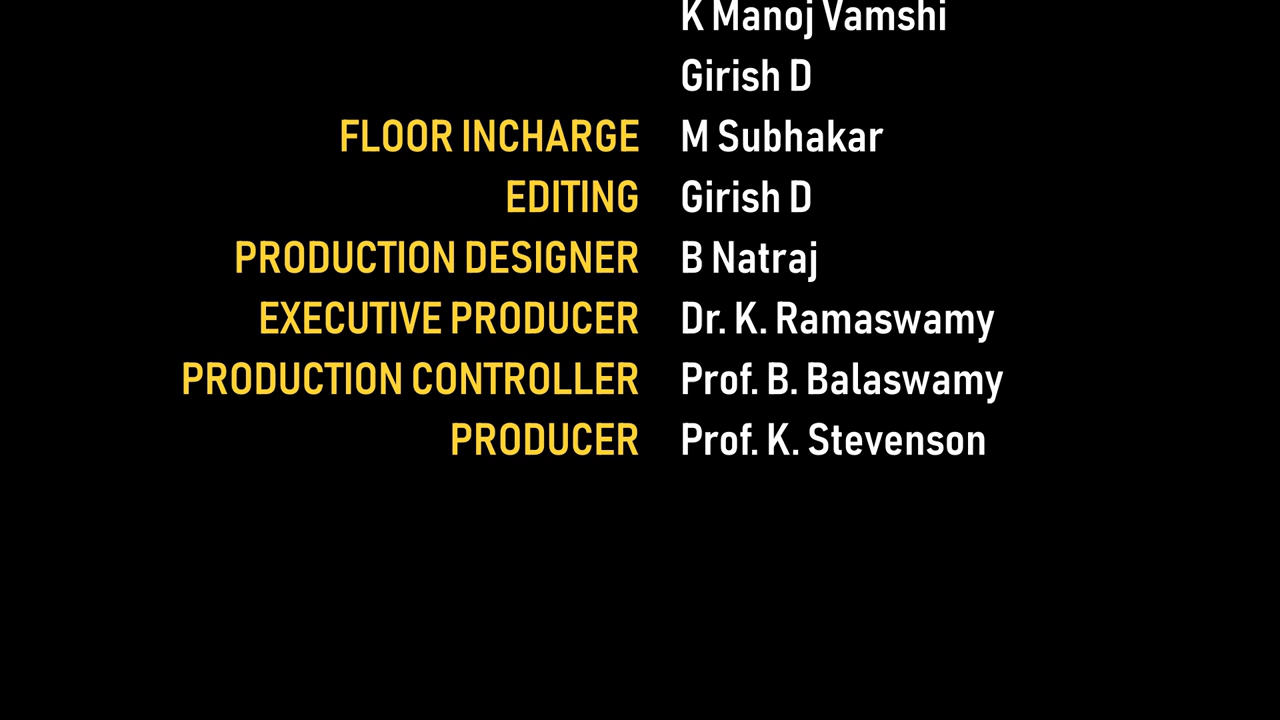 K Manoj Vamshi
Girish D
FLOOR INCHARGE M Subhakar
EDITING Girish D
PRODUCTION DESIGNER B Natraj
EXECUTIVE PRODUCER Dr. K. Ramaswamy
PRODUCTION CONTROLLER Prof. B. Balaswamy
PRODUCER Prof. K. Stevenson